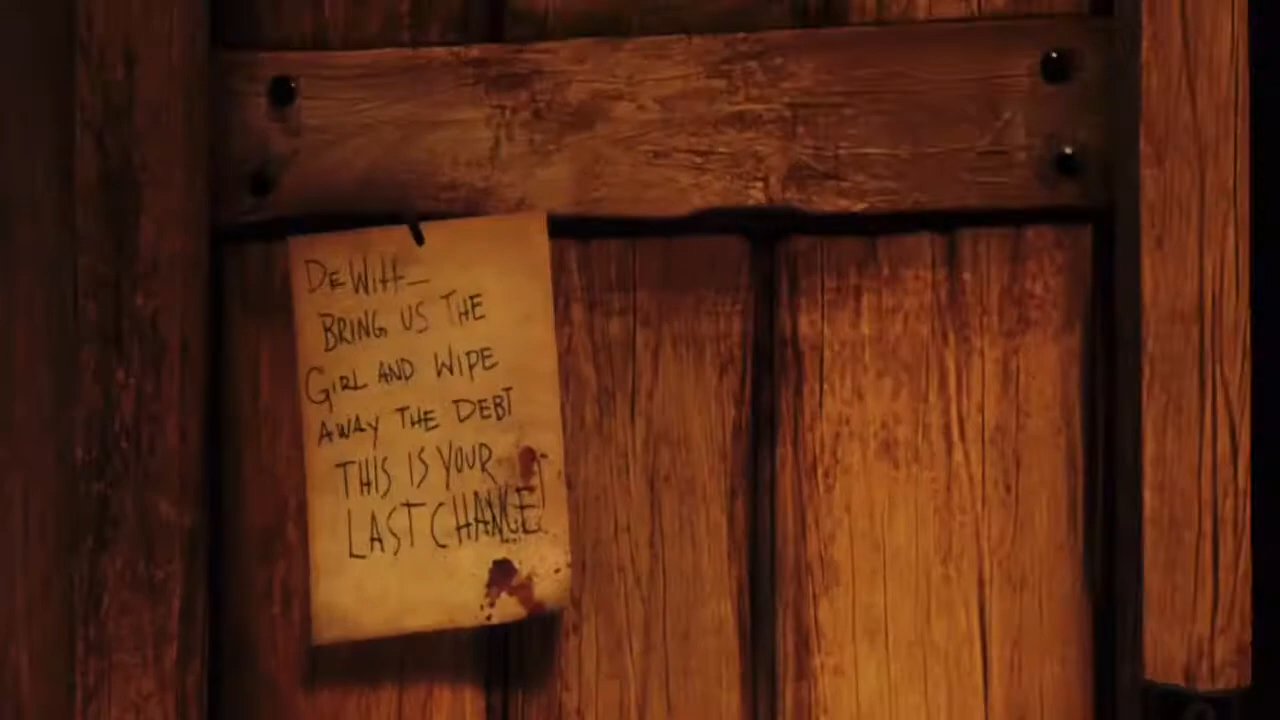 DEWitt—
BRING US THE
GIRL AND WIPE
AWAY THE DEBT
THIS IS YOUR
LAST CHANCE!